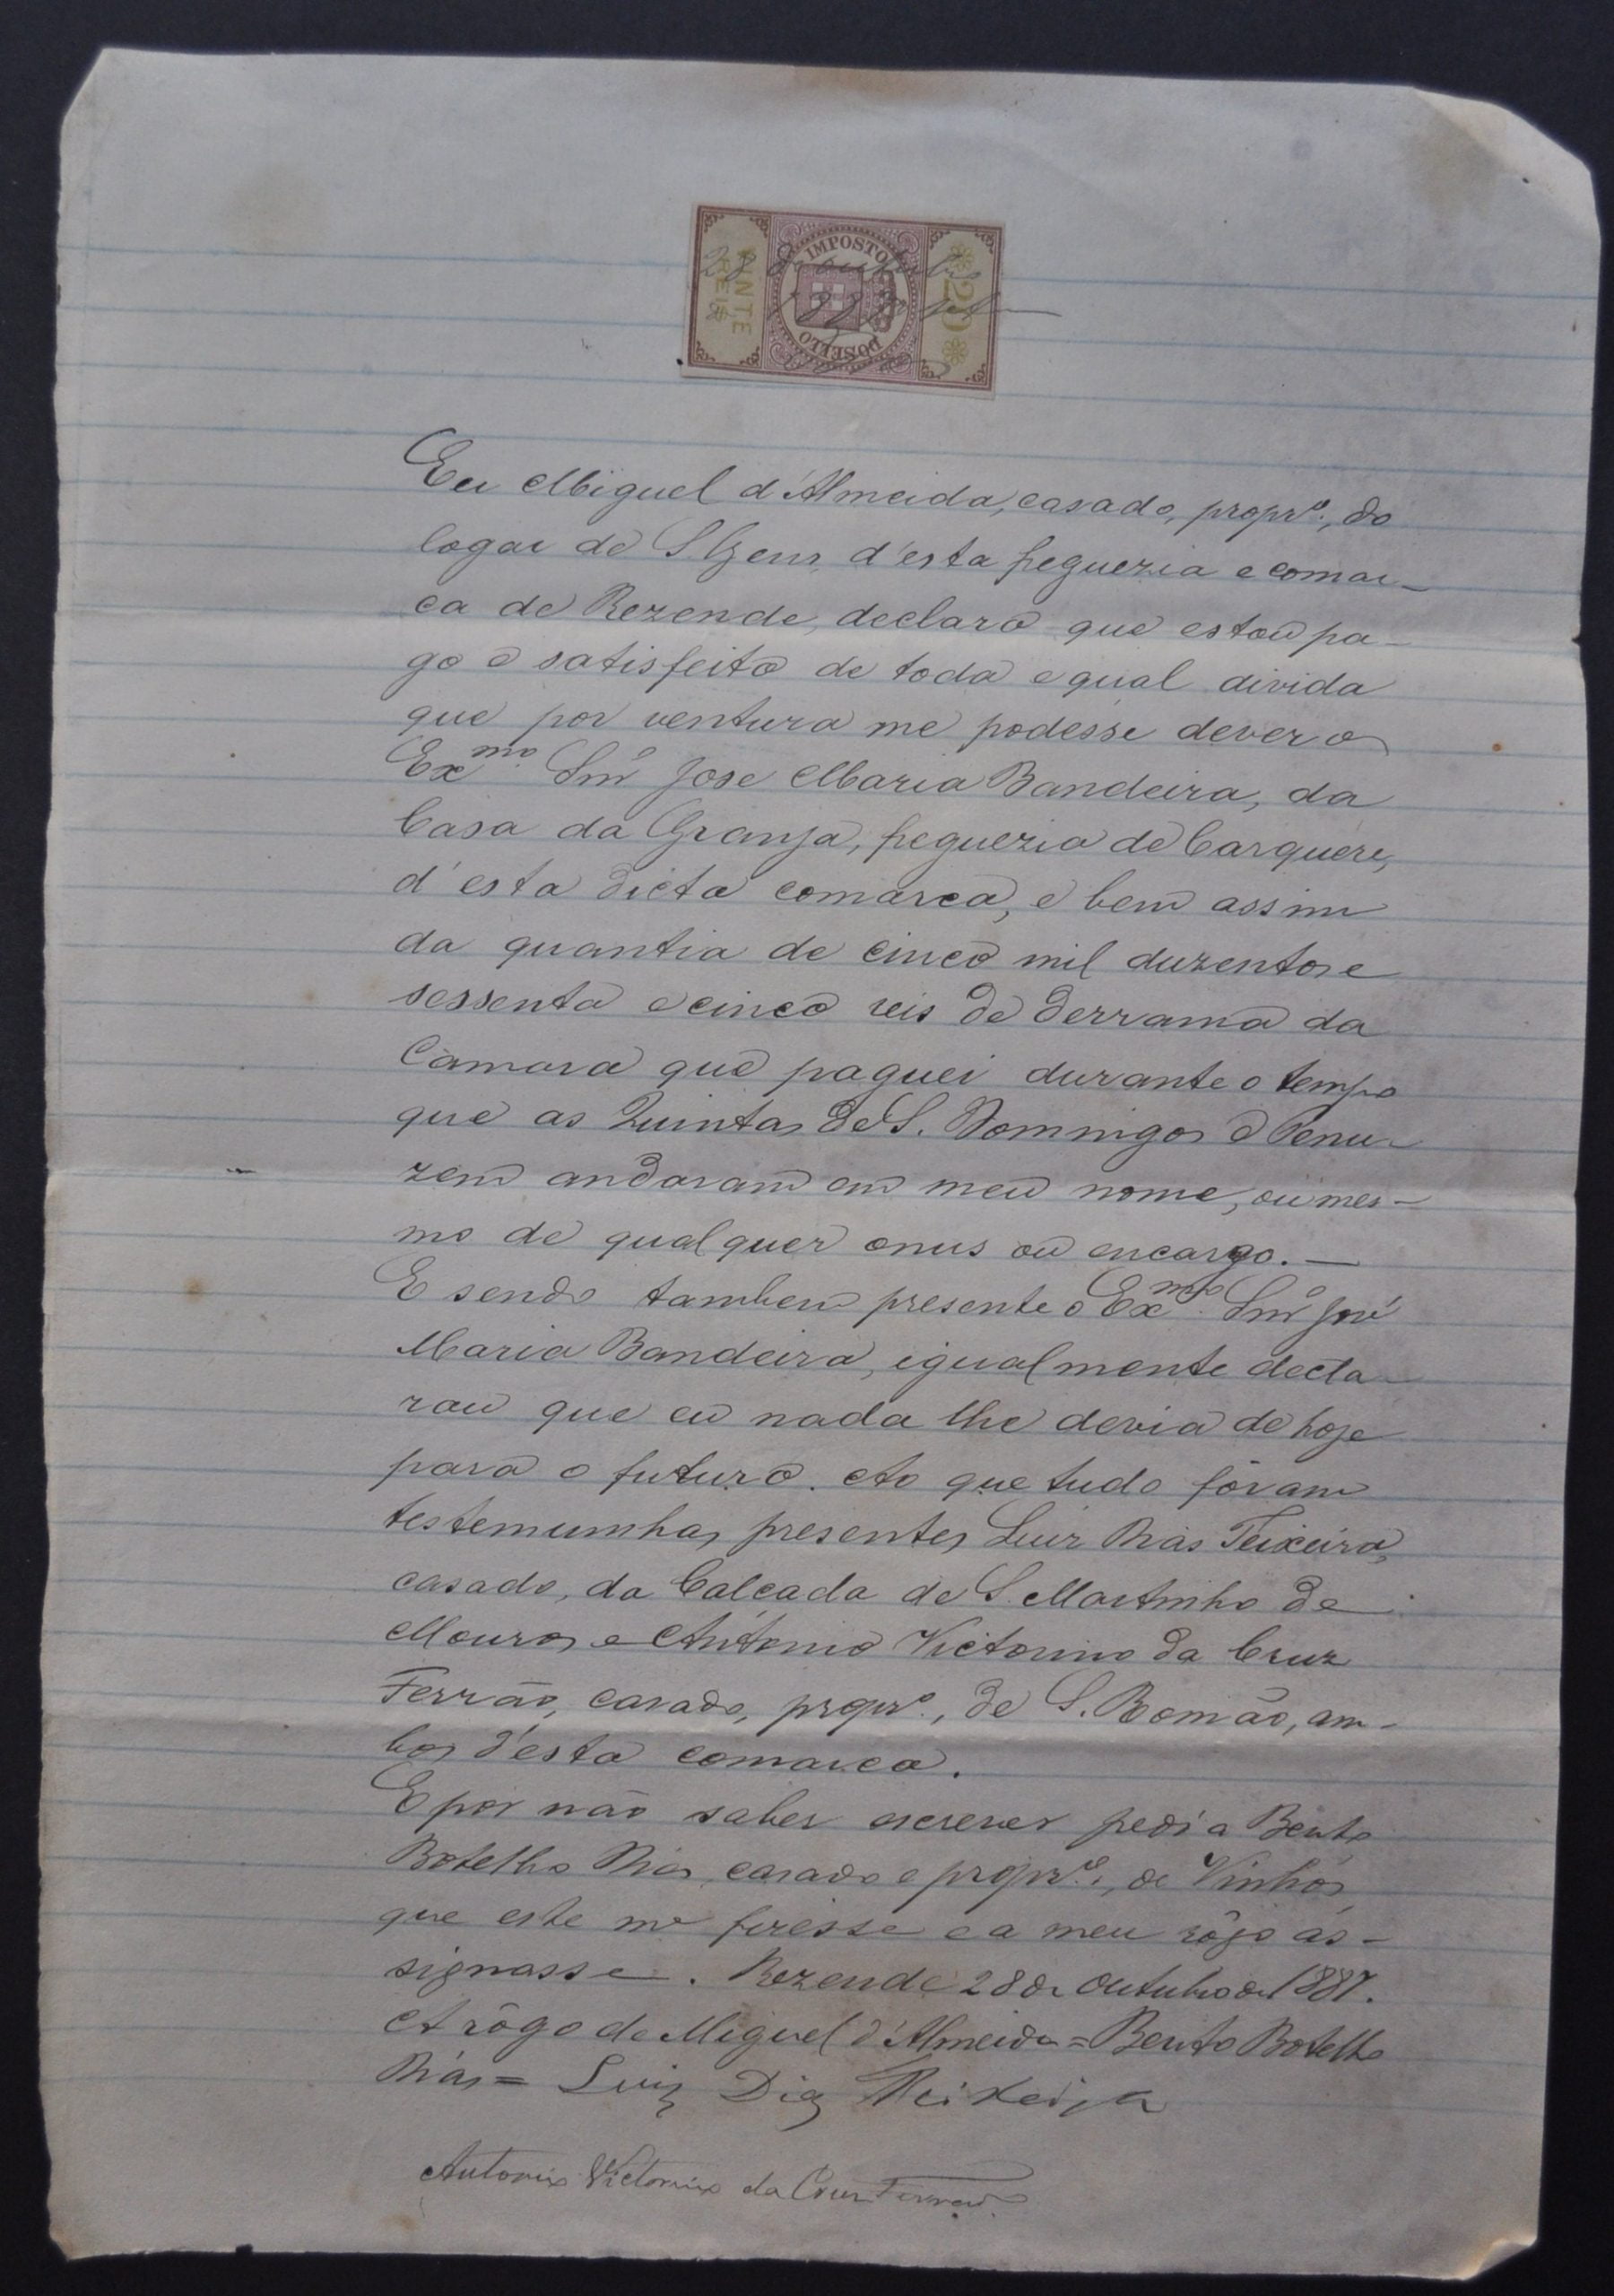 IMPOSTO
DO SELLO
VINTE
REIS
20
28
Eu Miguel d'Almeida, casado, propr.º, do
logar de S. Gens, d'esta freguezia e comar-
ca de Rezende, declaro que estou pa-
go e satisfeito de toda e qual divida
que por ventura me podesse dever o
Exmo. Snr. Jose Maria Bandeira, da
Casa da Granja, freguezia de Carquere,
d'esta dicta comarca, e bem assim
da quantia de cinco mil duzentos e
sessenta e cinco reis de derrama da
Camara que paguei durante o tempo
que as Quintas de S. Domingos e Penu-
zem andaram em meu nome, ou mes-
mo de qualquer onus ou encargo. —
E sendo tambem presente o Exmo. Snr. José
Maria Bandeira, igualmente decla-
rou que eu nada lhe devia de hoje
para o futuro. Ao que tudo fôram
testemunhas presentes Luiz Dias Teixeira,
casado, da Calçada de S. Martinho de
Mouros e Antonio Victorino da Cruz
Ferrão, casado, propr.º, de S. Romão, am-
bos d'esta comarca.
E por não saber escrever pedi a Bento
Botelho Dias, casado e propr.º, de Vinhós
que este me fizesse e a meu rôgo as-
signasse. Rezende 28 de Outubro de 1887.
A rôgo de Miguel d'Almeida = Bento Botelho
Dias = Luiz Dias Teixeira
Antonio Victorino da Cruz Ferrão